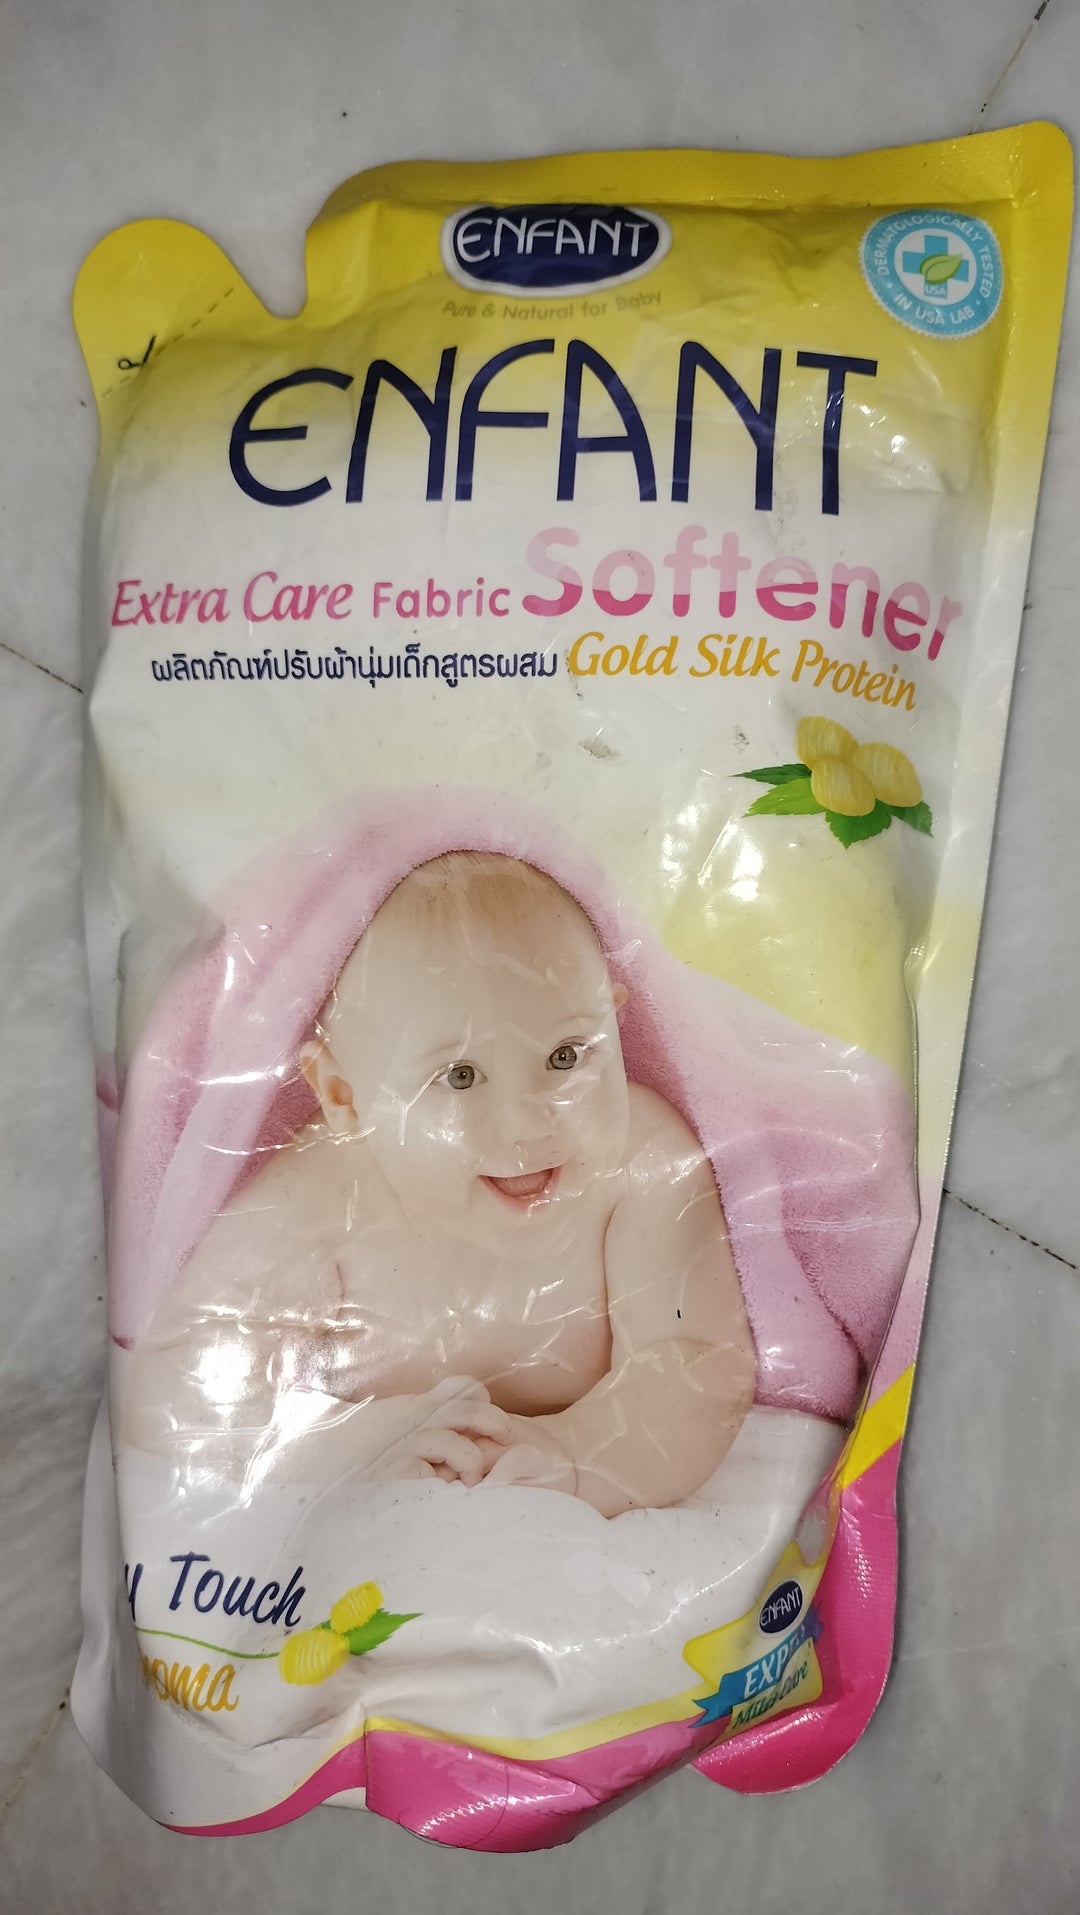 ENFANT
Pure & Natural for Baby
DERMATOLOGICALLY TESTED
IN USA LAB
USA
ENFANT
Extra Care Fabric Softener
ผลิตภัณฑ์ปรับผ้านุ่มเด็กสูตรผสม Gold Silk Protein
Touch
ENFANT
Mild Care